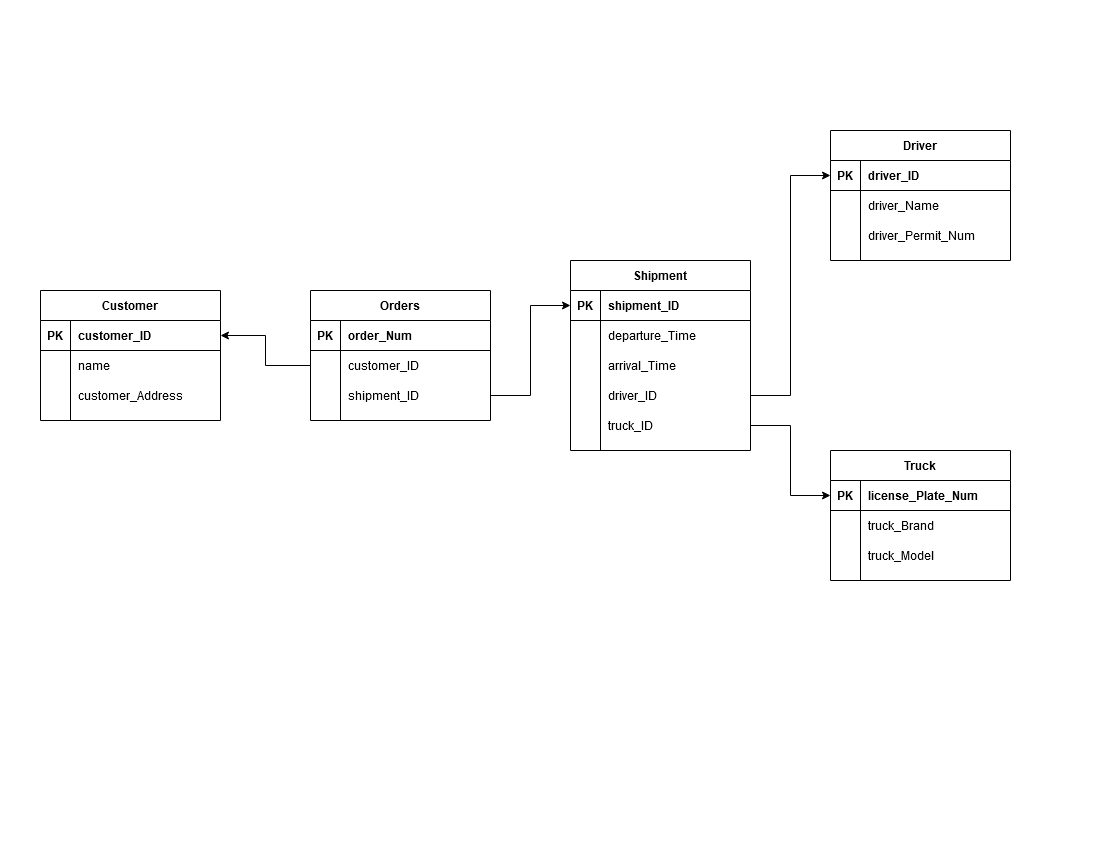 Customer
PK customer_ID
name
customer_Address
Orders
PK order_Num
customer_ID
shipment_ID
Shipment
PK shipment_ID
departure_Time
arrival_Time
driver_ID
truck_ID
Driver
PK driver_ID
driver_Name
driver_Permit_Num
Truck
PK license_Plate_Num
truck_Brand
truck_Model